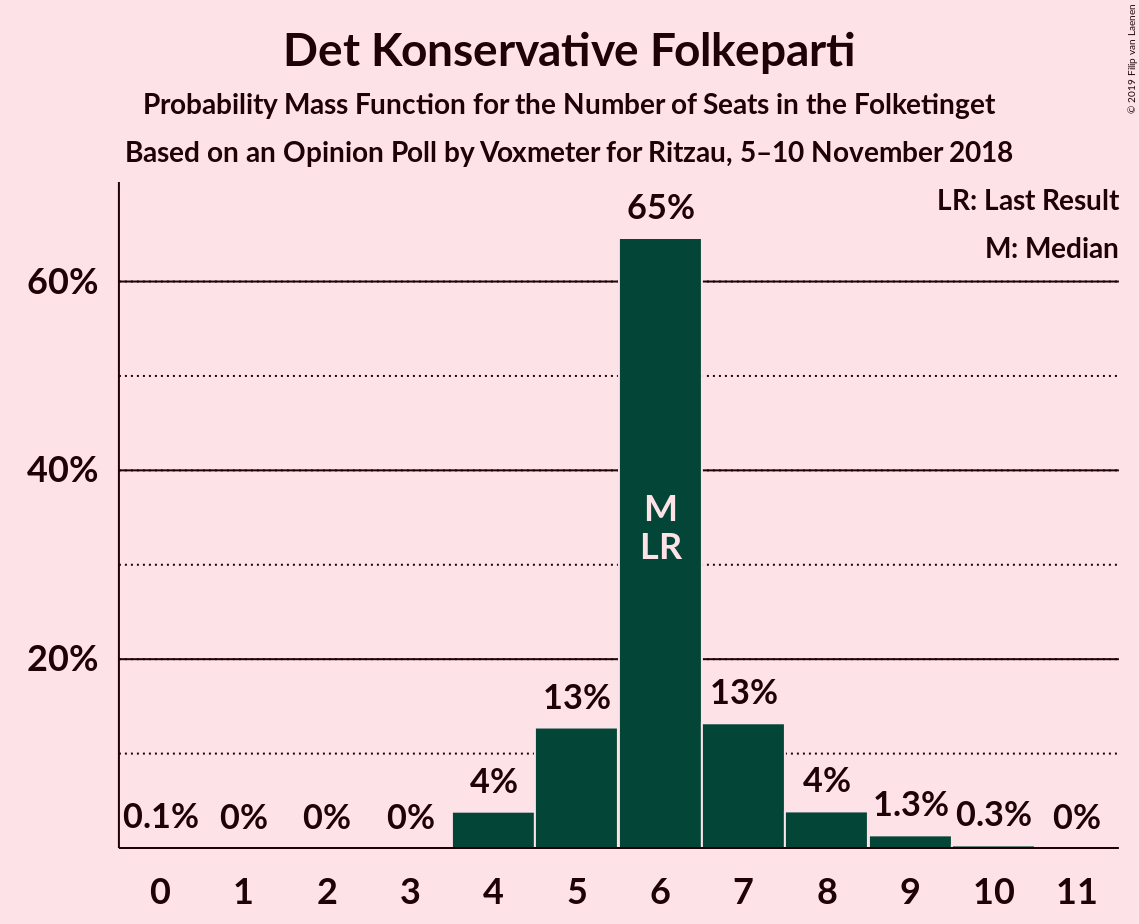 Det Konservative Folkeparti
Probability Mass Function for the Number of Seats in the Folketinget
Based on an Opinion Poll by Voxmeter for Ritzau, 5–10 November 2018
© 2019 Filip van Laenen
LR: Last Result
M: Median
60%
40%
20%
0.1%
0%
0%
0%
4%
13%
65%
13%
4%
1.3%
0.3%
0%
M
LR
0 1 2 3 4 5 6 7 8 9 10 11